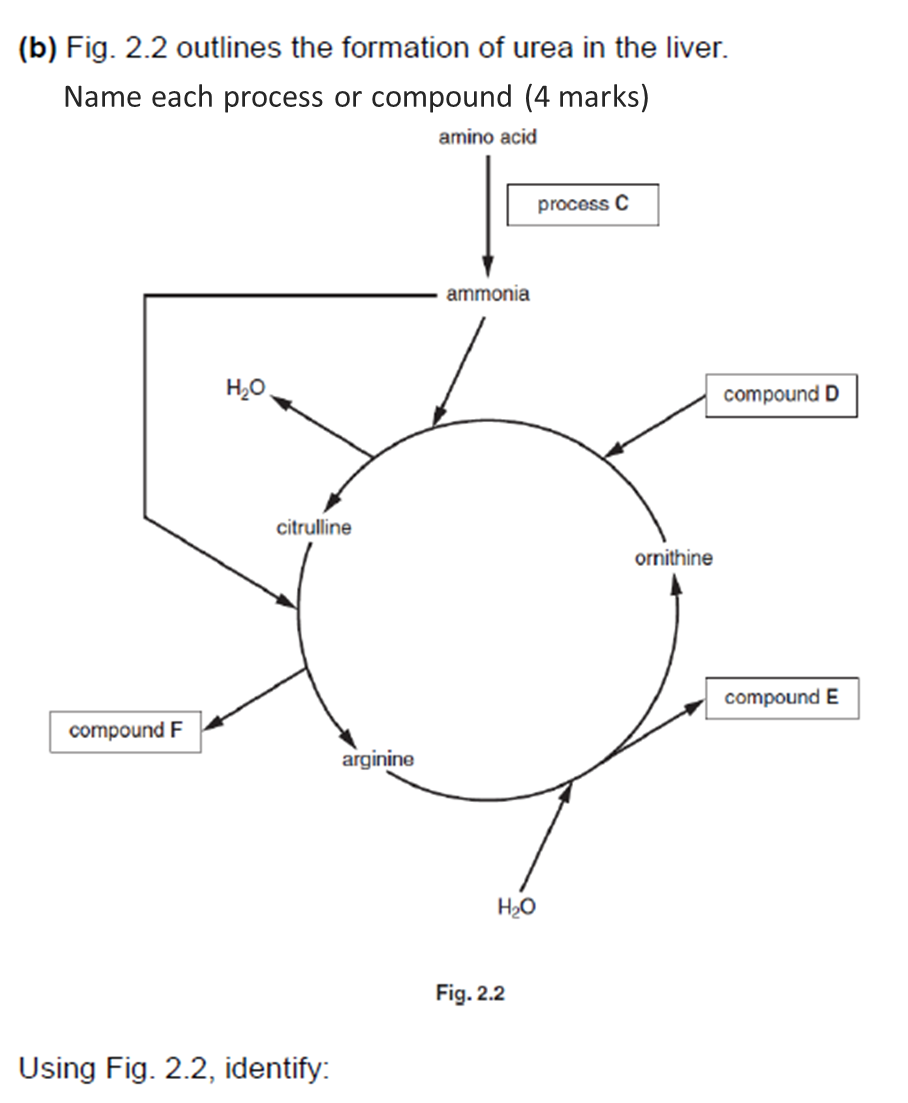 (b) Fig. 2.2 outlines the formation of urea in the liver.
Name each process or compound (4 marks)
amino acid
process C
ammonia
H₂O
compound D
citrulline
ornithine
compound E
compound F
arginine
H₂O
Fig. 2.2
Using Fig. 2.2, identify: